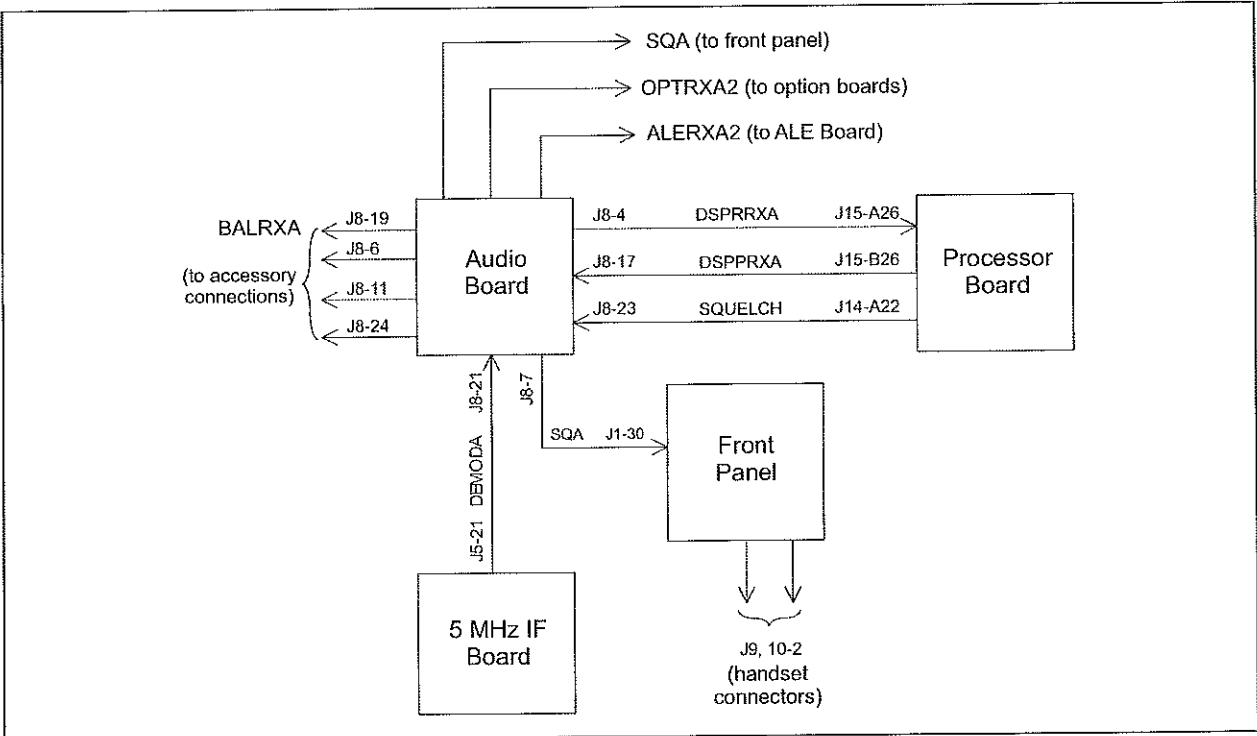 SQA (to front panel)
OPTRXA2 (to option boards)
ALERXA2 (to ALE Board)
BALRXA
(to accessory
connections)
J8-19
J8-6
J8-11
J8-24
Audio
Board
J8-4 DSPRRXA J15-A26
J8-17 DSPPRXA J15-B26
J8-23 SQUELCH J14-A22
Processor
Board
J5-21 DEMODA J8-21
J8-7
SQA J1-30
Front
Panel
5 MHz IF
Board
J9, 10-2
(handset
connectors)